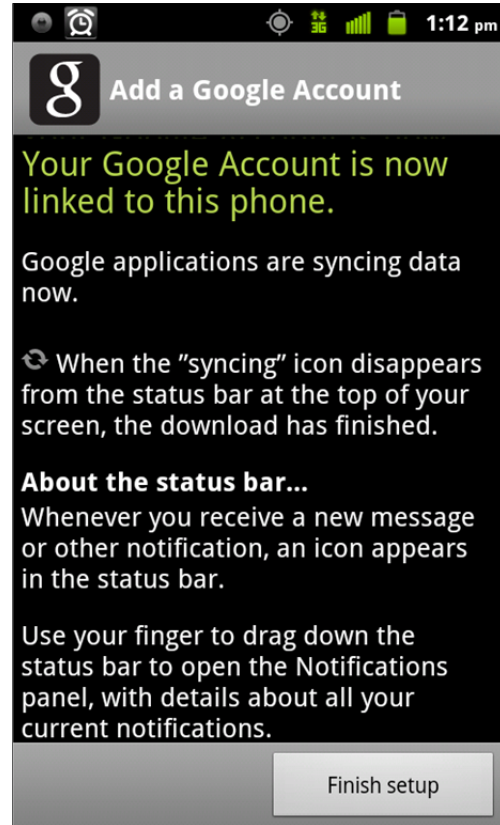 3G 1:12 pm
g Add a Google Account
Your Google Account is now
linked to this phone.
Google applications are syncing data
now.
When the ”syncing” icon disappears
from the status bar at the top of your
screen, the download has finished.
About the status bar...
Whenever you receive a new message
or other notification, an icon appears
in the status bar.
Use your finger to drag down the
status bar to open the Notifications
panel, with details about all your
current notifications.
Finish setup